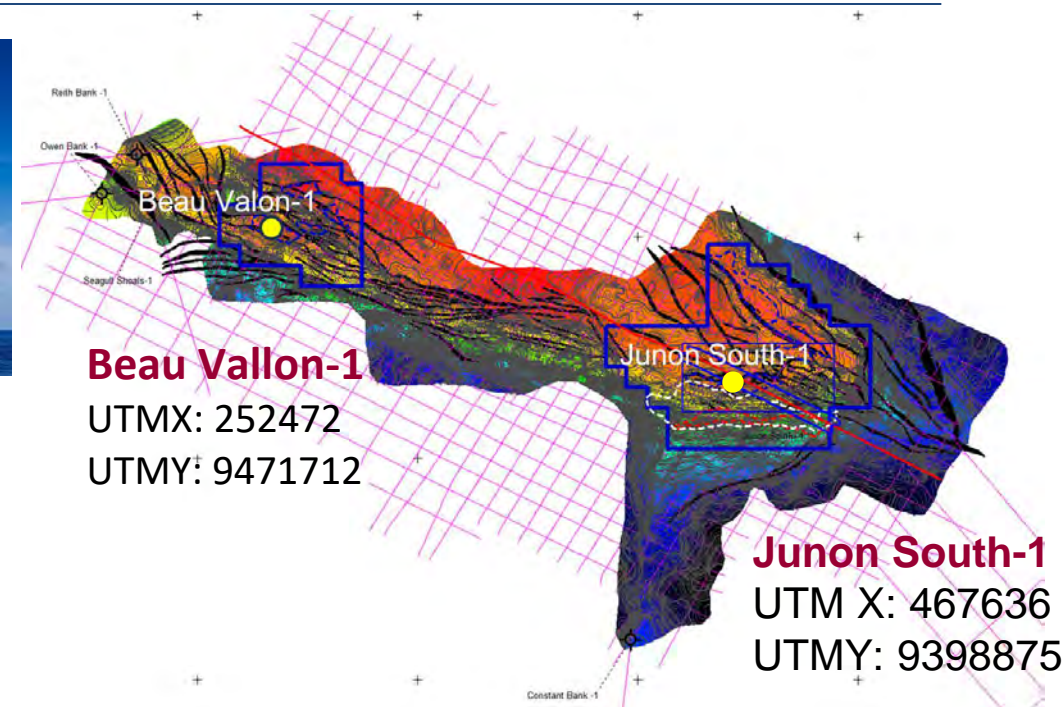 Reith Bank -1
Owen Bank -1
Beau Valon-1
Seagull Shoals-1
Beau Vallon-1
UTMX: 252472
UTMY: 9471712
Junon South-1
Junon South-1
UTM X: 467636
UTMY: 9398875
Constant Bank -1